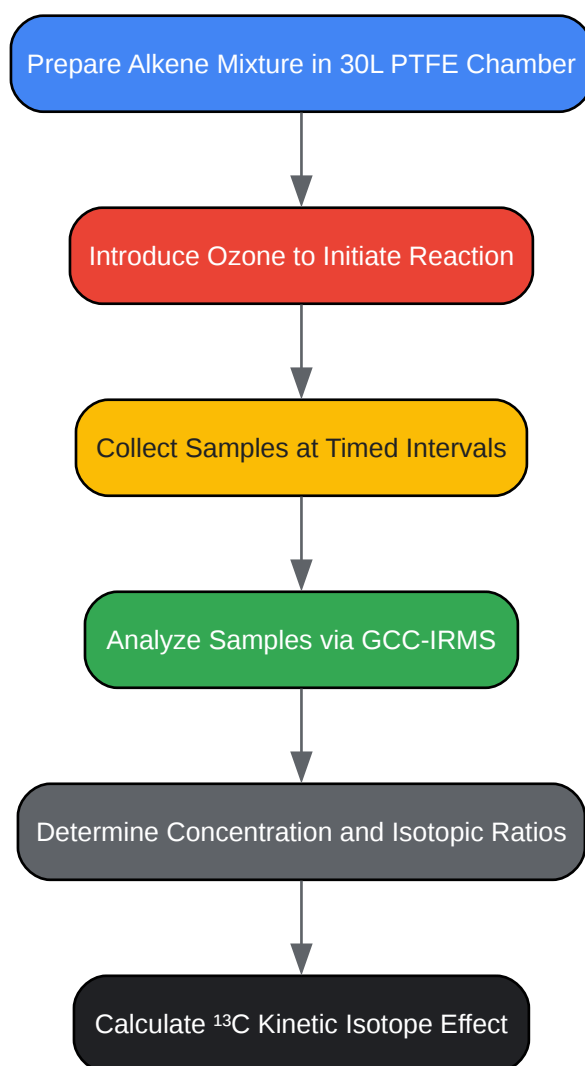 Prepare Alkene Mixture in 30L PTFE Chamber
Introduce Ozone to Initiate Reaction
Collect Samples at Timed Intervals
Analyze Samples via GCC-IRMS
Determine Concentration and Isotopic Ratios
Calculate ¹³C Kinetic Isotope Effect